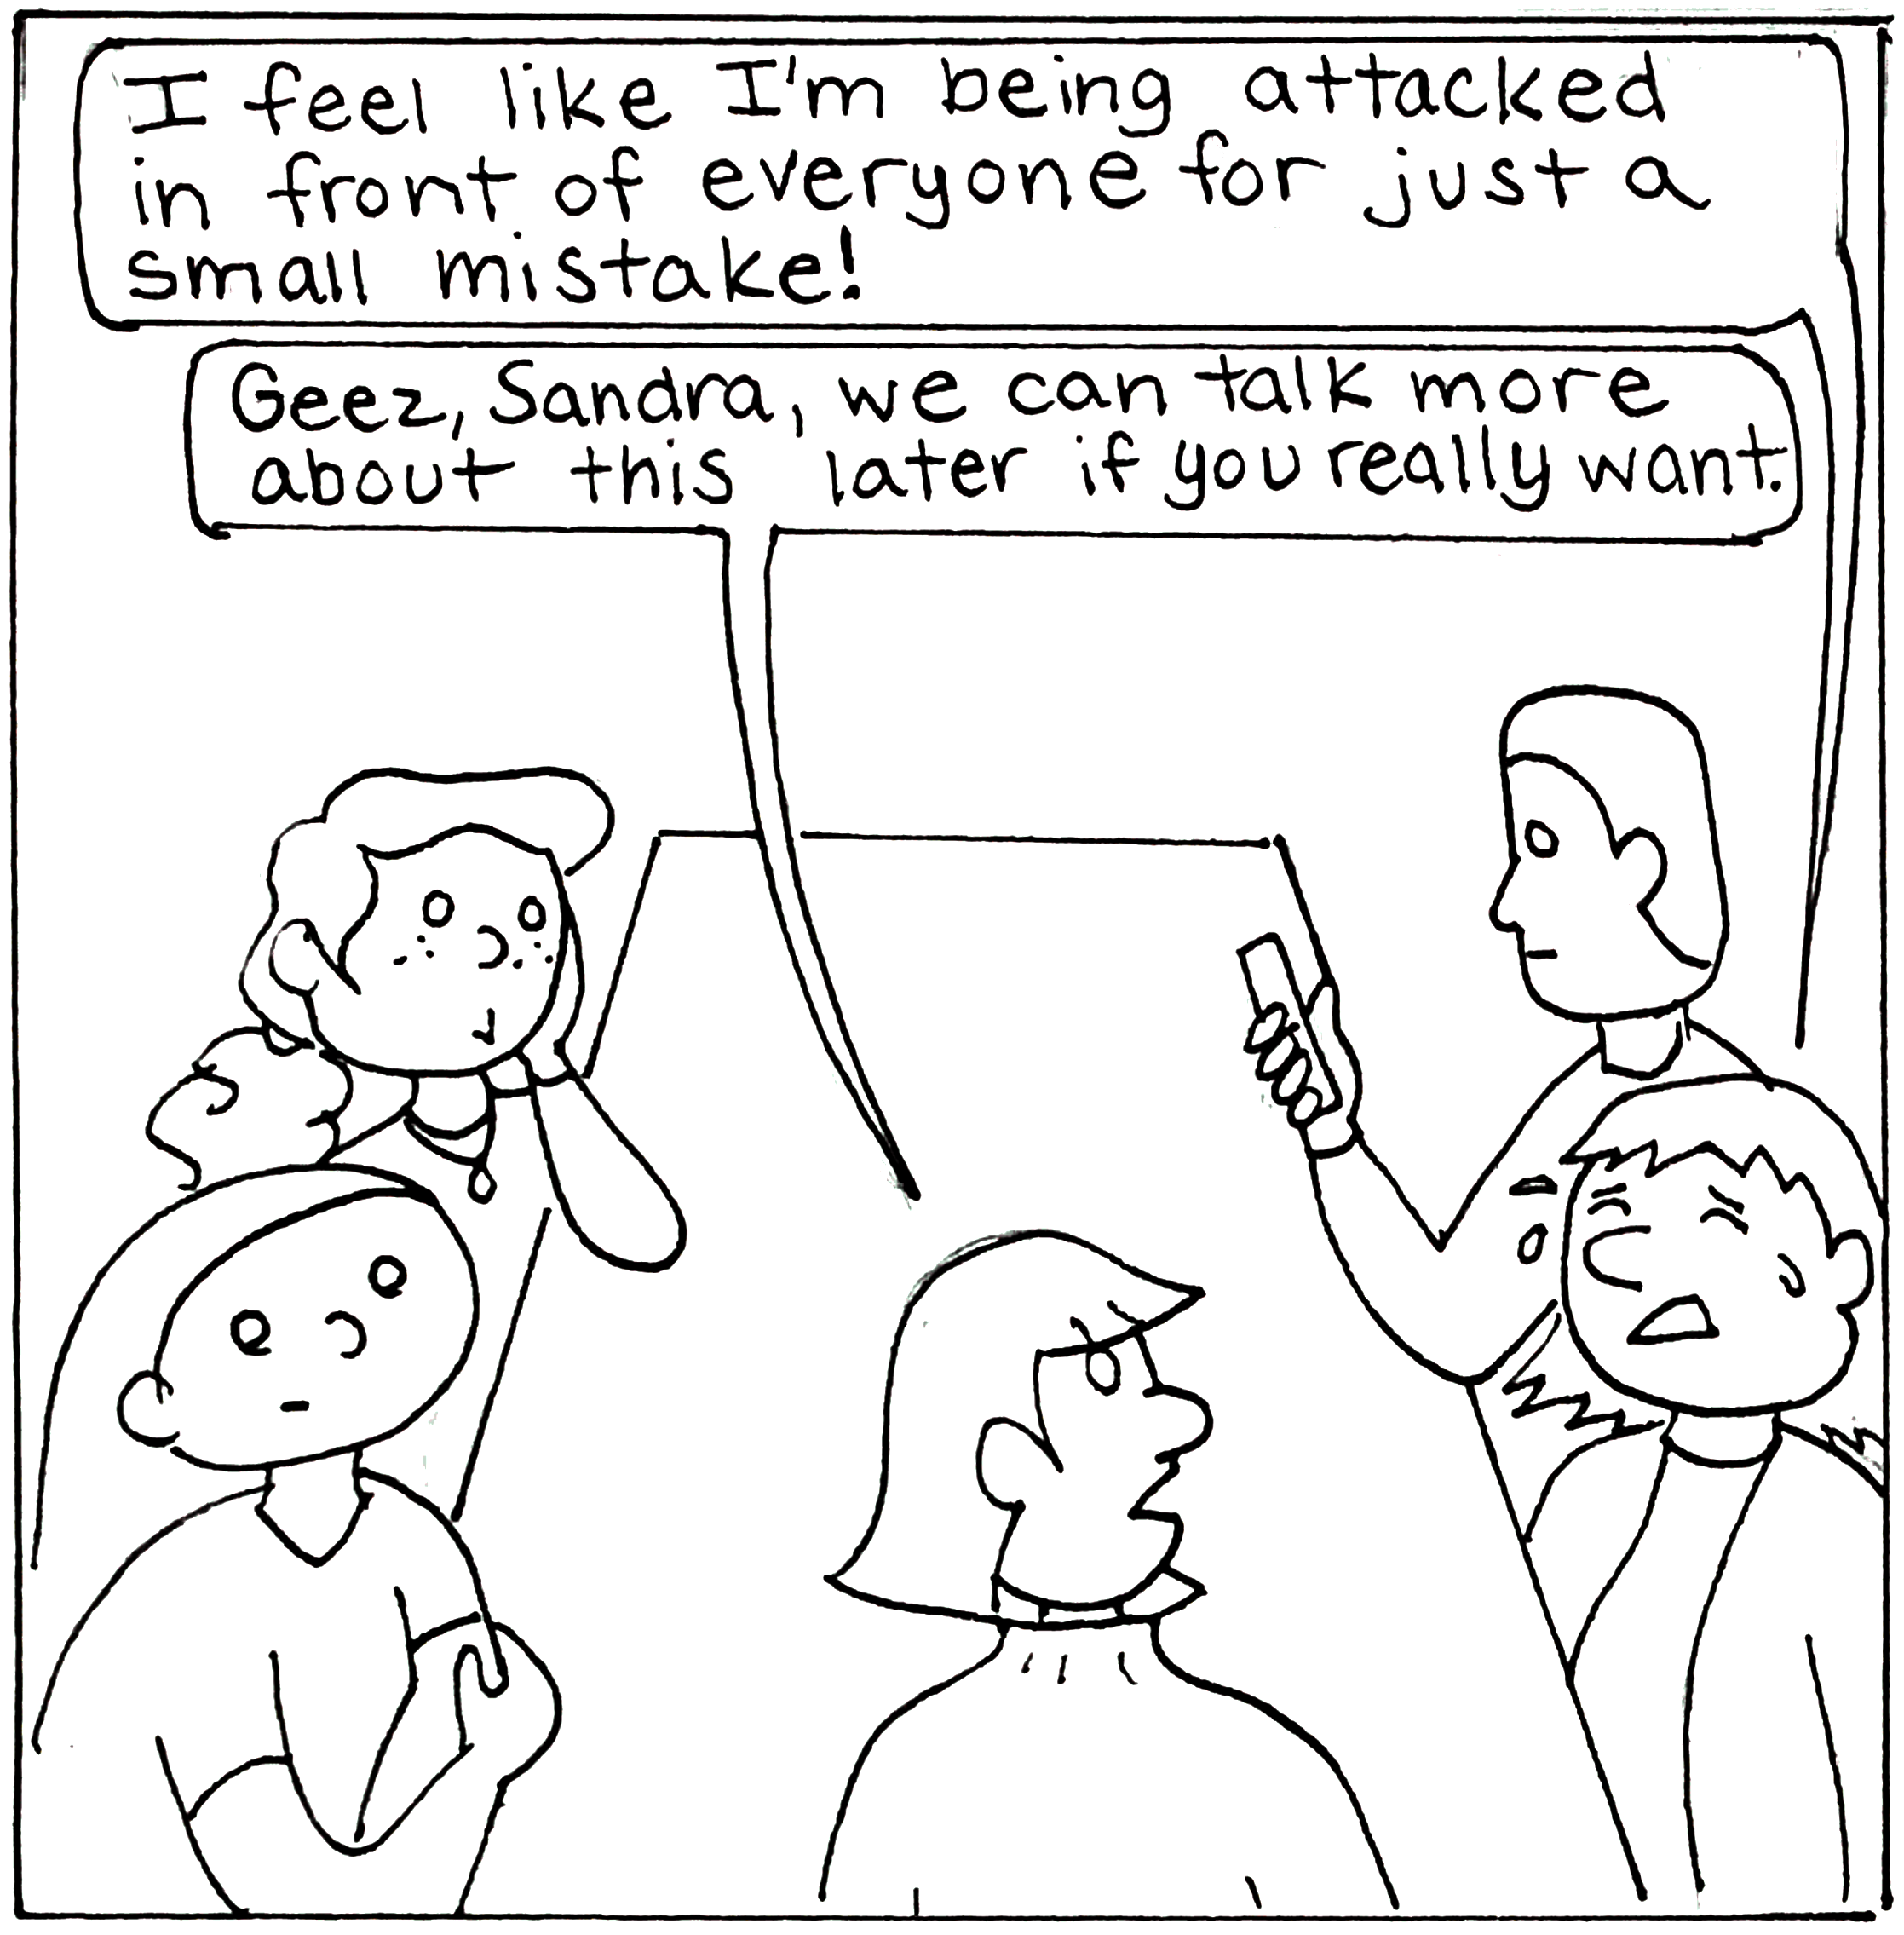 I feel like I'm being attacked
in front of everyone for just a
small mistake!
Geez, Sandra, we can talk more
about this later if you really want.